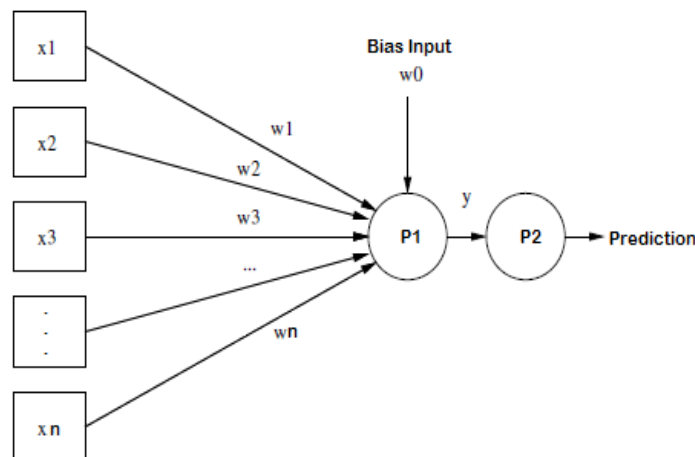 x1
Bias Input
w0
w1
x2
w2
y
x3
w3
P1
P2
Prediction
...
.
.
.
wn
xn